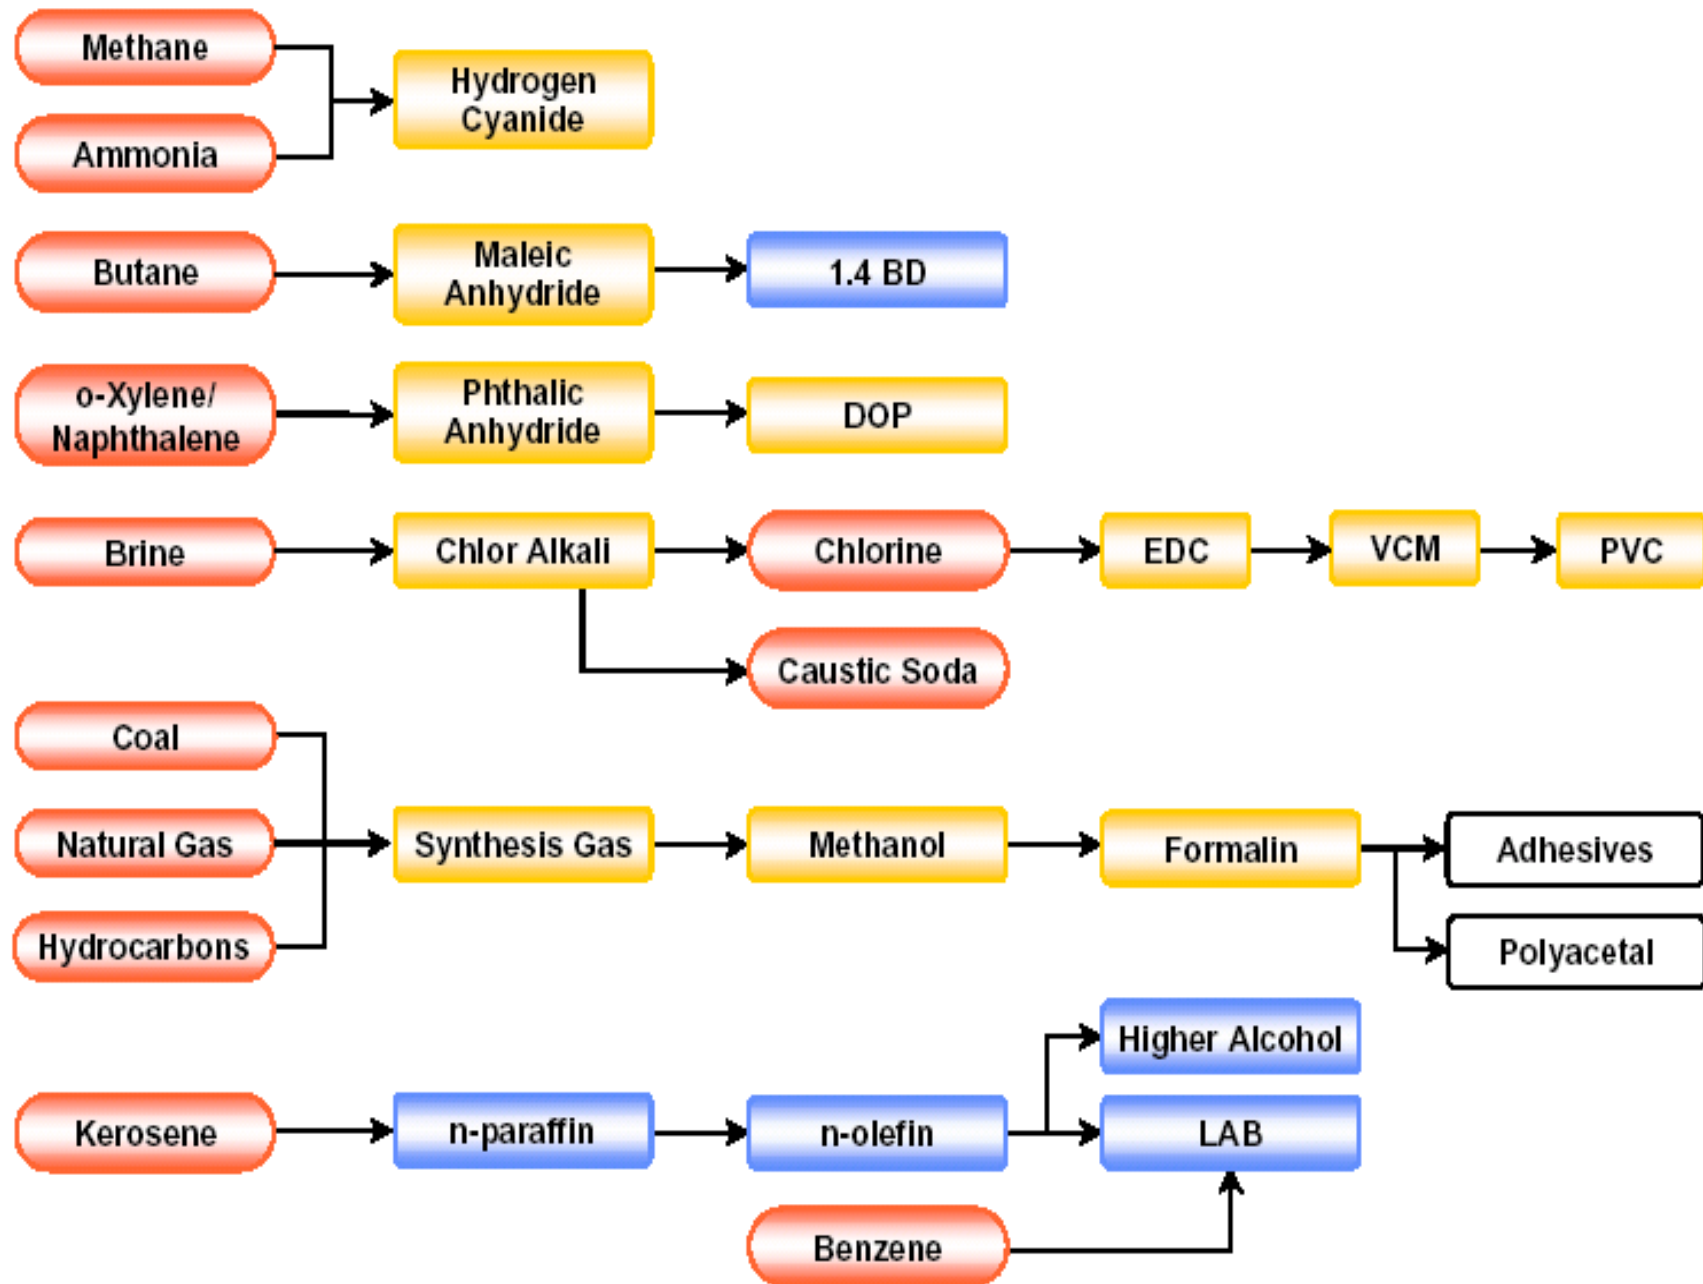 Methane
Hydrogen
Cyanide
Ammonia
Butane
Maleic
Anhydride
1.4 BD
o-Xylene/
Naphthalene
Phthalic
Anhydride
DOP
Brine
Chlor Alkali
Chlorine
EDC
VCM
PVC
Caustic Soda
Coal
Natural Gas
Synthesis Gas
Methanol
Formalin
Adhesives
Hydrocarbons
Polyacetal
Higher Alcohol
Kerosene
n-paraffin
n-olefin
LAB
Benzene